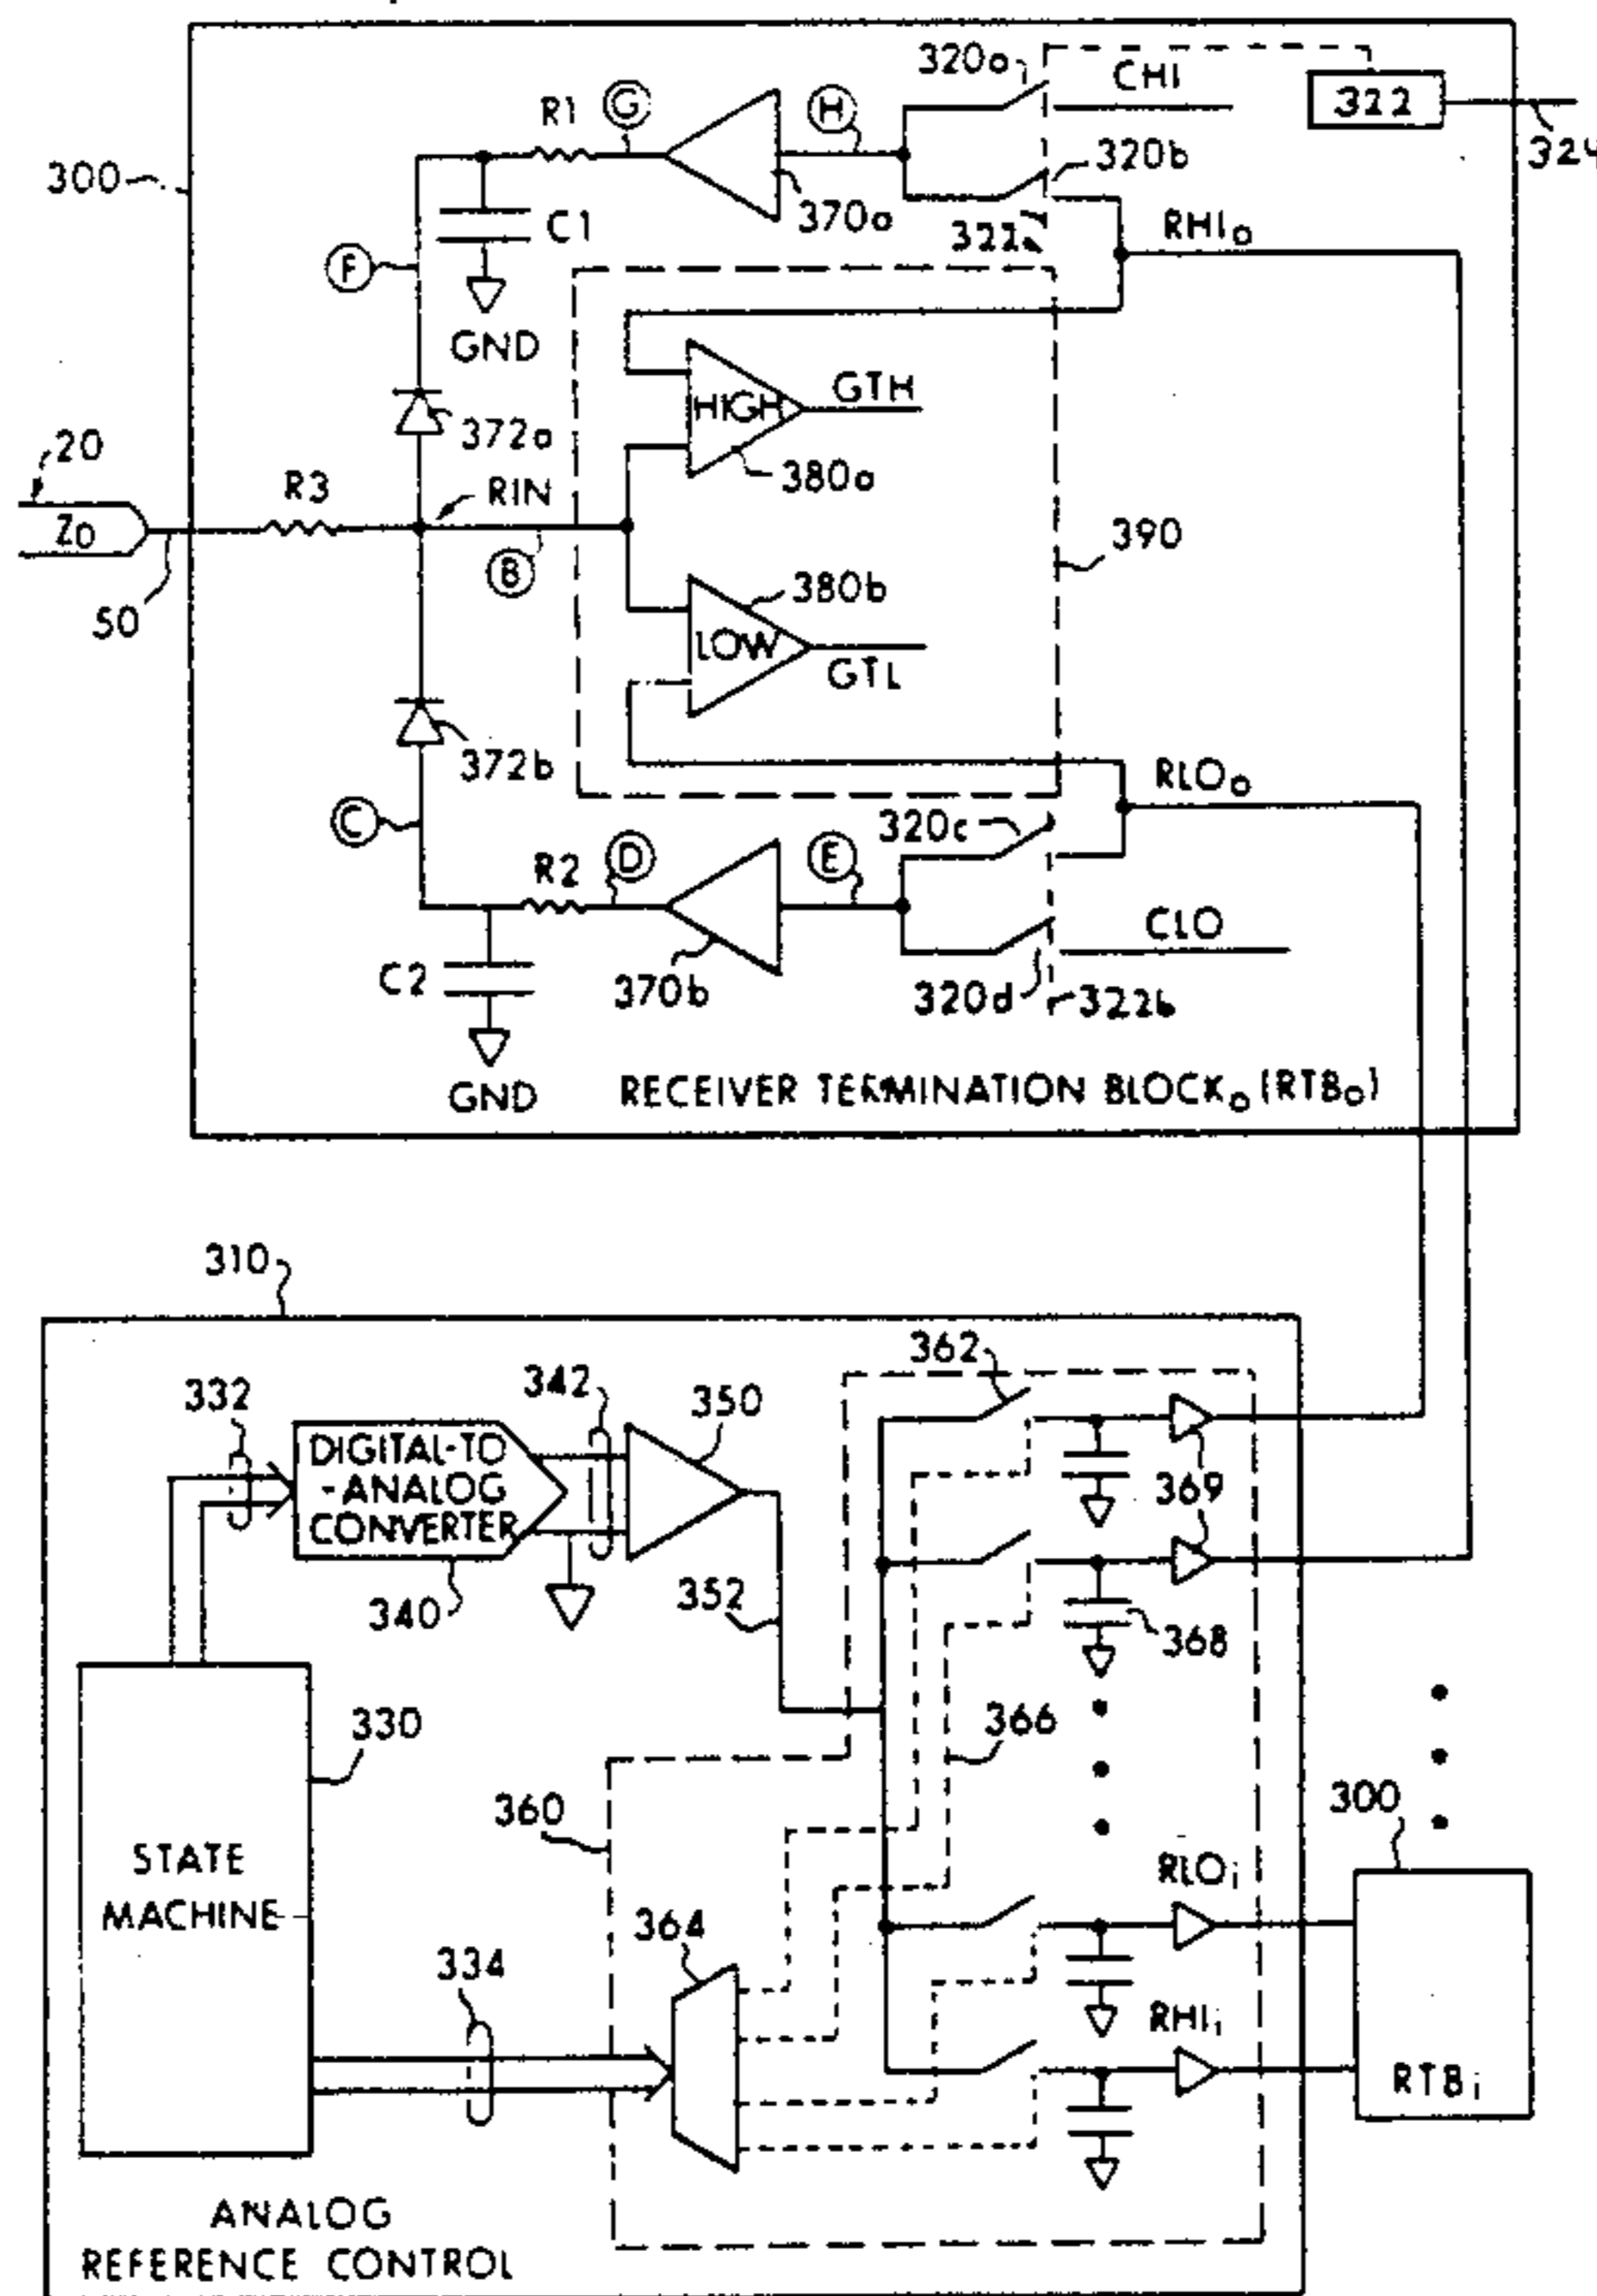 320a
CHI
322
324
R1
G
H
300
C1
370a
320b
322a
RHI₀
F
GND
HIGH
GTH
372a
380a
20
Z₀
R3
RIN
B
390
50
380b
LOW
GTL
372b
RLO₀
C
R2
D
E
320c
CLO
C2
370b
320d
322b
GND
RECEIVER TERMINATION BLOCK₀ (RTB₀)
310
332
342
350
362
DIGITAL-TO
-ANALOG
CONVERTER
369
340
352
368
330
366
STATE
MACHINE
360
300
334
364
RLOᵢ
RHIᵢ
RTBᵢ
ANALOG
REFERENCE CONTROL